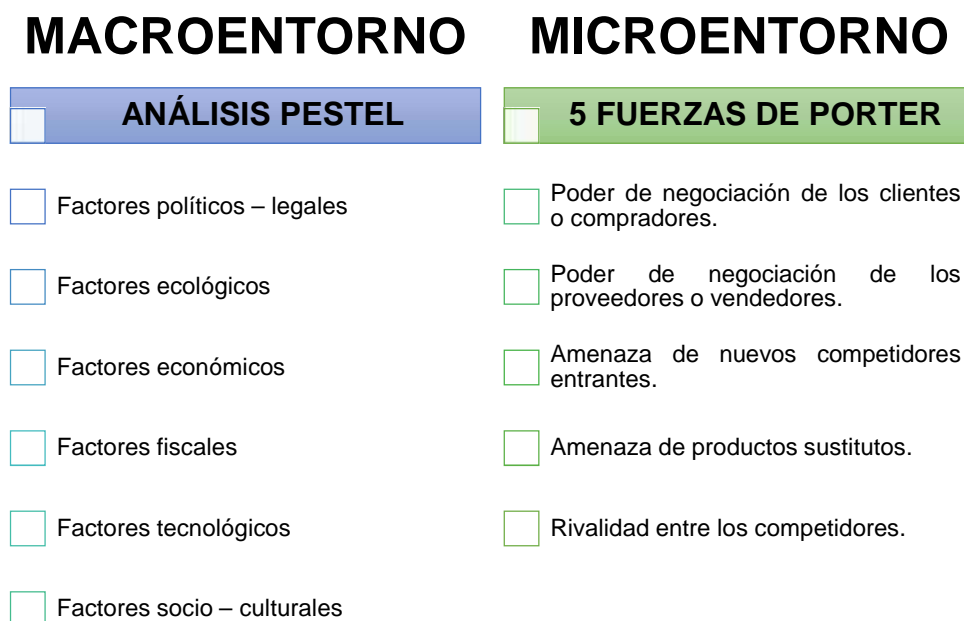 MACROENTORNO
ANÁLISIS PESTEL
Factores políticos – legales
Factores ecológicos
Factores económicos
Factores fiscales
Factores tecnológicos
Factores socio – culturales
MICROENTORNO
5 FUERZAS DE PORTER
Poder de negociación de los clientes
o compradores.
Poder de negociación de los
proveedores o vendedores.
Amenaza de nuevos competidores
entrantes.
Amenaza de productos sustitutos.
Rivalidad entre los competidores.